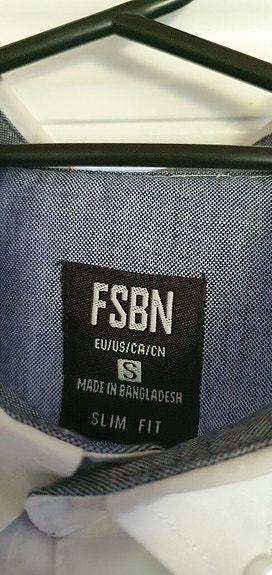 FSBN
EU/US/CA/CN
S
MADE IN BANGLADESH
SLIM FIT